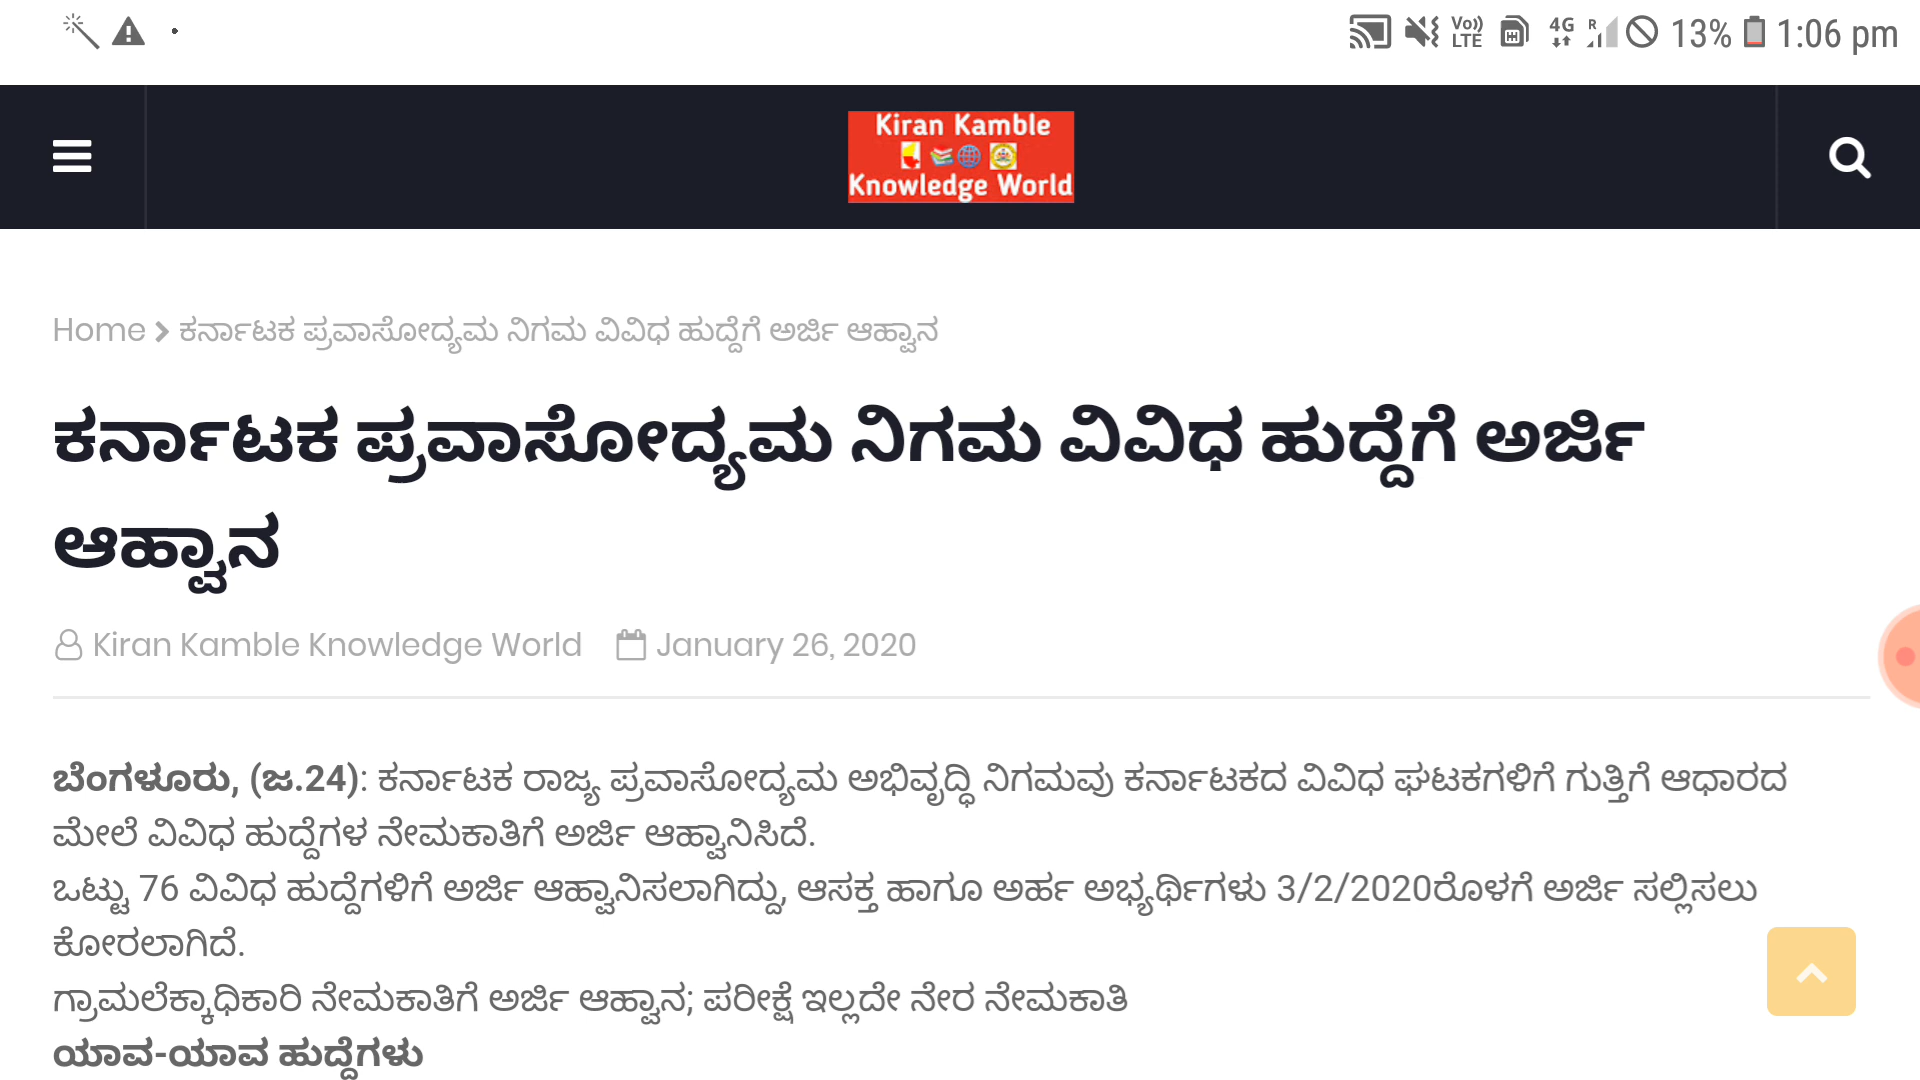 Vo)) LTE 4G R 13% 1:06 pm
Kiran Kamble
Knowledge World
Home > ಕರ್ನಾಟಕ ಪ್ರವಾಸೋದ್ಯಮ ನಿಗಮ ವಿವಿಧ ಹುದ್ದೆಗೆ ಅರ್ಜಿ ಆಹ್ವಾನ
ಕರ್ನಾಟಕ ಪ್ರವಾಸೋದ್ಯಮ ನಿಗಮ ವಿವಿಧ ಹುದ್ದೆಗೆ ಅರ್ಜಿ
ಆಹ್ವಾನ
Kiran Kamble Knowledge World January 26, 2020
ಬೆಂಗಳೂರು, (ಜ.24): ಕರ್ನಾಟಕ ರಾಜ್ಯ ಪ್ರವಾಸೋದ್ಯಮ ಅಭಿವೃದ್ಧಿ ನಿಗಮವು ಕರ್ನಾಟಕದ ವಿವಿಧ ಘಟಕಗಳಿಗೆ ಗುತ್ತಿಗೆ ಆಧಾರದ
ಮೇಲೆ ವಿವಿಧ ಹುದ್ದೆಗಳ ನೇಮಕಾತಿಗೆ ಅರ್ಜಿ ಆಹ್ವಾನಿಸಿದೆ.
ಒಟ್ಟು 76 ವಿವಿಧ ಹುದ್ದೆಗಳಿಗೆ ಅರ್ಜಿ ಆಹ್ವಾನಿಸಲಾಗಿದ್ದು, ಆಸಕ್ತ ಹಾಗೂ ಅರ್ಹ ಅಭ್ಯರ್ಥಿಗಳು 3/2/2020ರೊಳಗೆ ಅರ್ಜಿ ಸಲ್ಲಿಸಲು
ಕೋರಲಾಗಿದೆ.
ಗ್ರಾಮಲೆಕ್ಕಾಧಿಕಾರಿ ನೇಮಕಾತಿಗೆ ಅರ್ಜಿ ಆಹ್ವಾನ; ಪರೀಕ್ಷೆ ಇಲ್ಲದೇ ನೇರ ನೇಮಕಾತಿ
ಯಾವ-ಯಾವ ಹುದ್ದೆಗಳು